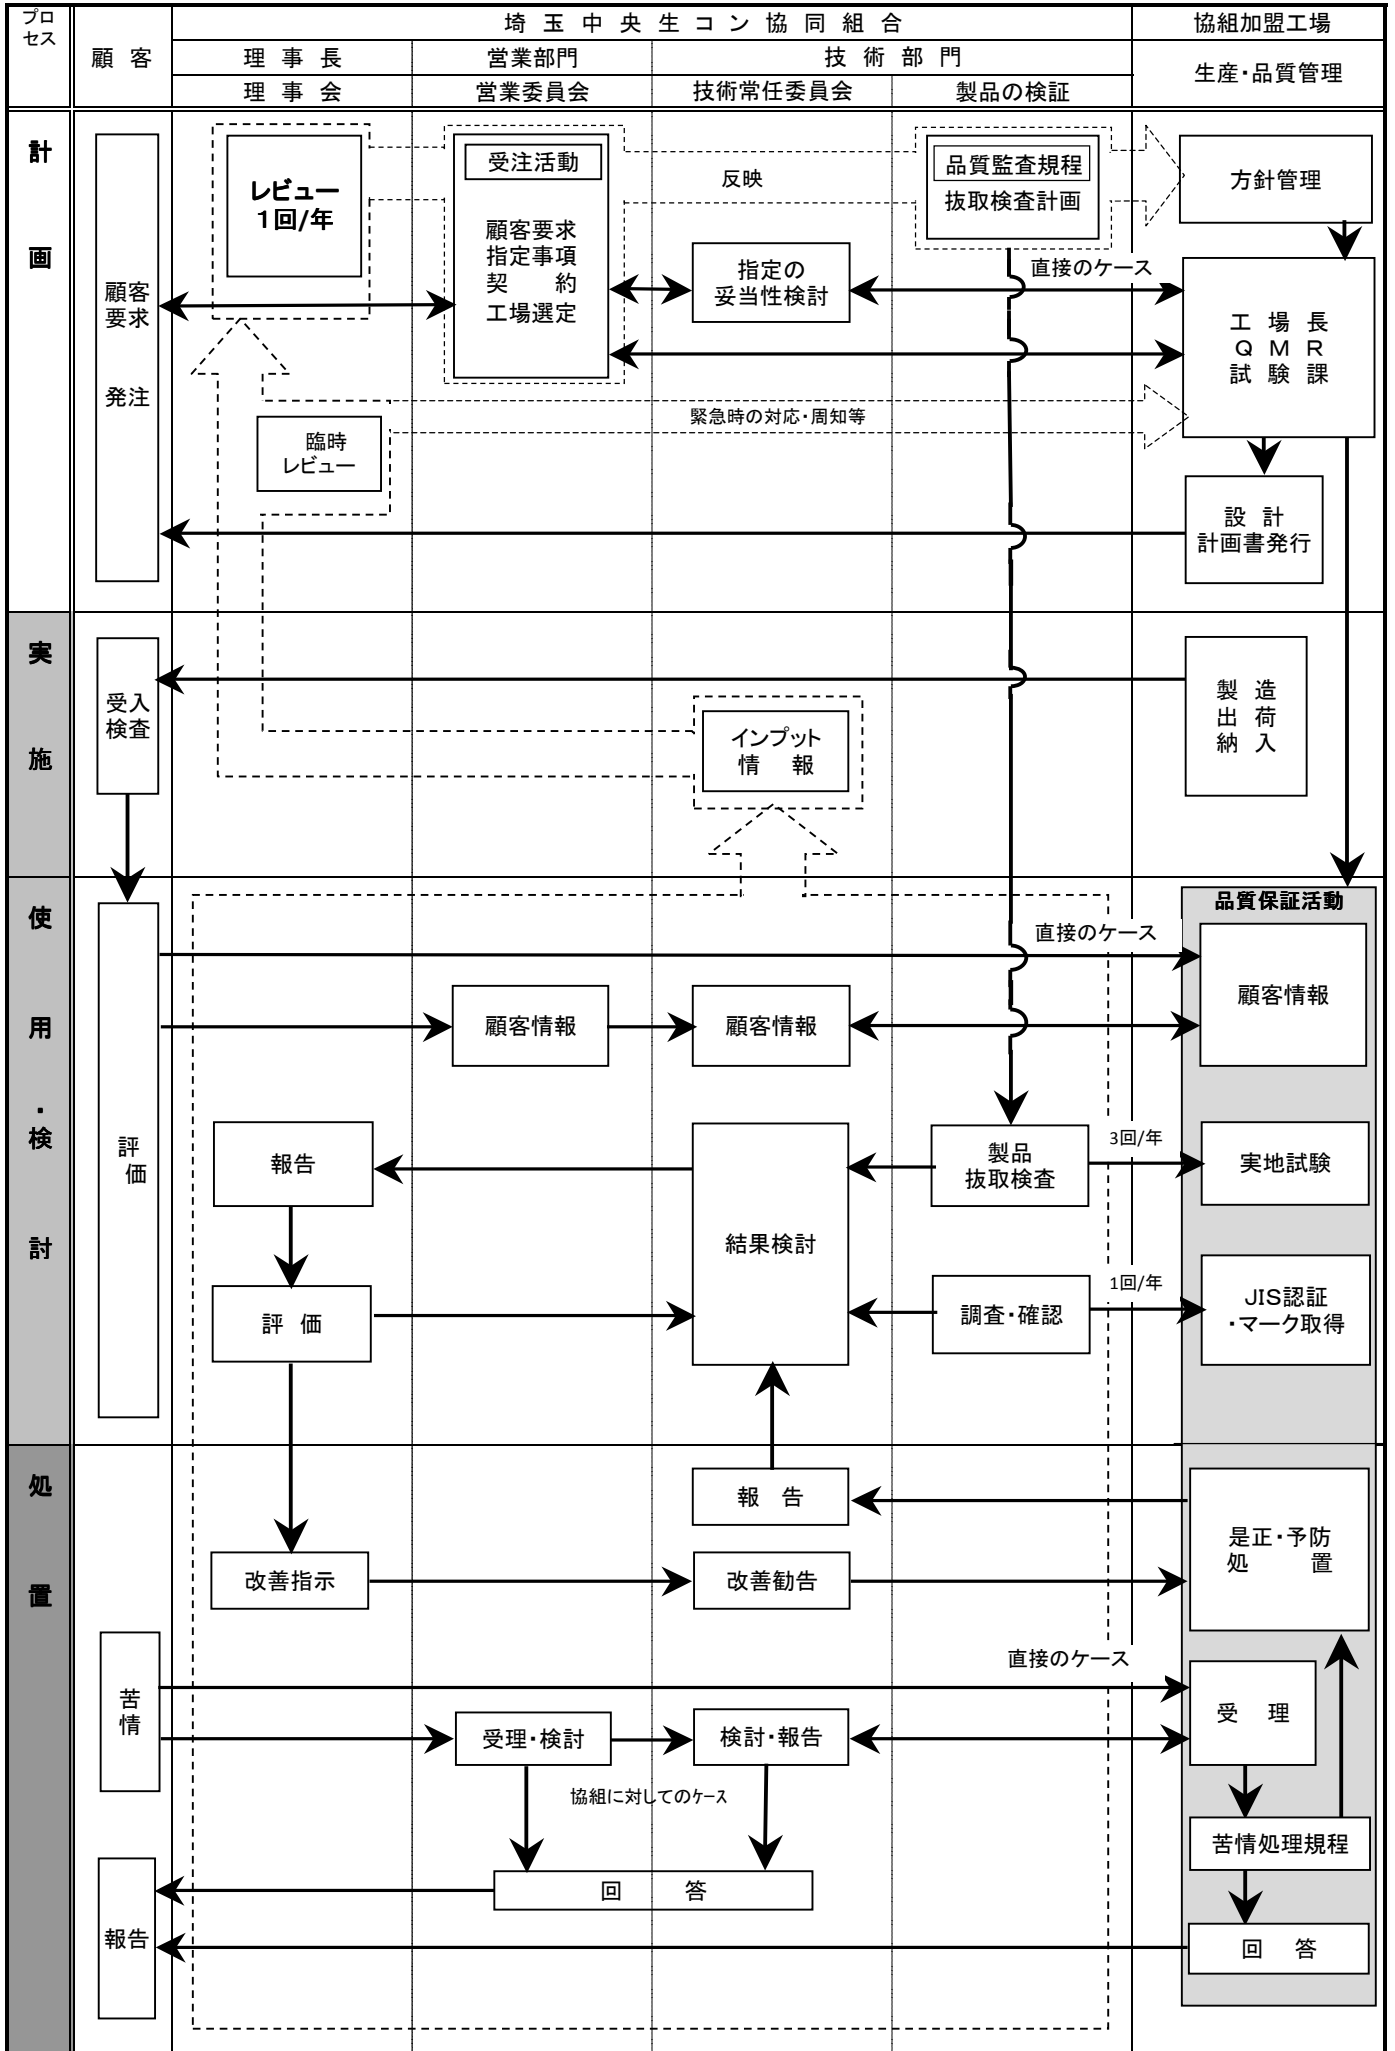 プロ
セス
顧 客
埼 玉 中 央 生 コ ン 協 同 組 合
協組加盟工場
理 事 長
営業部門
技 術 部 門
生産・品質管理
理 事 会
営業委員会
技術常任委員会
製品の検証
計
画
顧客
要求
発注
レビュー
1回/年
受注活動
顧客要求
指定事項
契 約
工場選定
反映
品質監査規程
抜取検査計画
方針管理
指定の
妥当性検討
直接のケース
工 場 長
Q M R
試 験 課
緊急時の対応・周知等
臨時
レビュー
設 計
計画書発行
実
施
受入
検査
インプット
情 報
製 造
出 荷
納 入
使
用
・
検
討
評
価
品質保証活動
直接のケース
顧客情報
顧客情報
顧客情報
報告
結果検討
製品
抜取検査
3回/年
実地試験
評 価
調査・確認
1回/年
JIS認証
・マーク取得
処
置
報 告
是正・予防
処 置
改善指示
改善勧告
苦
情
直接のケース
受 理
受理・検討
検討・報告
協組に対してのケース
苦情処理規程
回 答
報告
回 答